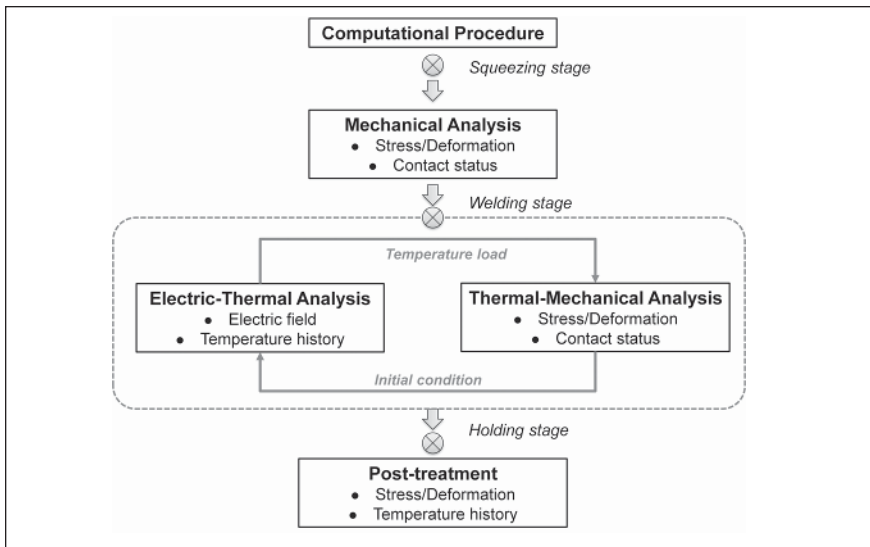 Computational Procedure
Squeezing stage
Mechanical Analysis
● Stress/Deformation
● Contact status
Welding stage
Temperature load
Electric-Thermal Analysis
● Electric field
● Temperature history
Thermal-Mechanical Analysis
● Stress/Deformation
● Contact status
Initial condition
Holding stage
Post-treatment
● Stress/Deformation
● Temperature history